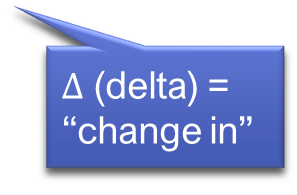 Δ (delta) =
“change in”